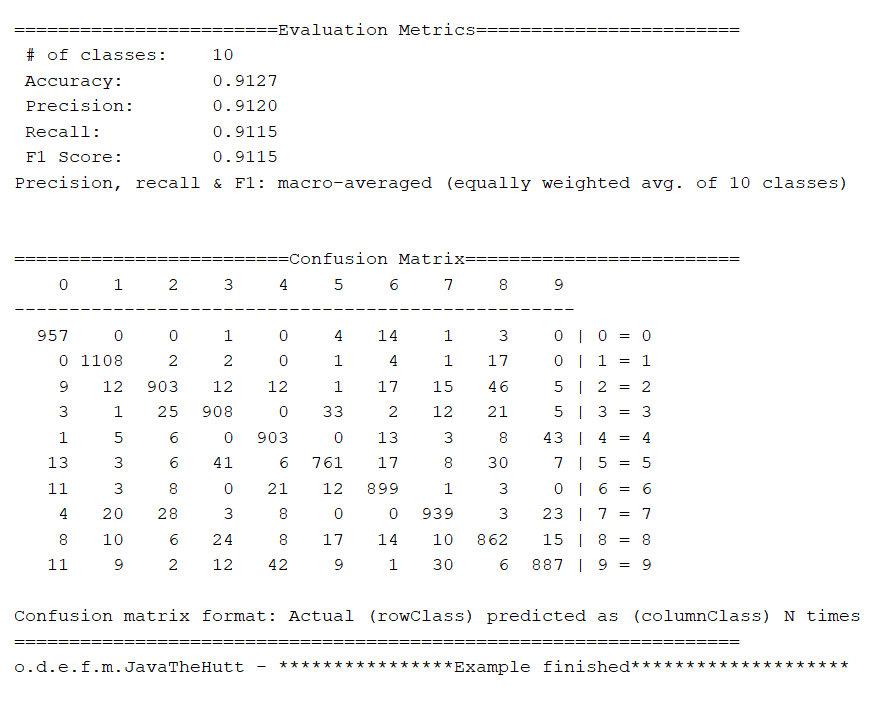 ========================Evaluation Metrics========================
# of classes: 10
Accuracy: 0.9127
Precision: 0.9120
Recall: 0.9115
F1 Score: 0.9115
Precision, recall & F1: macro-averaged (equally weighted avg. of 10 classes)
=========================Confusion Matrix=========================
0 1 2 3 4 5 6 7 8 9
---------------------------------------------------
957 0 0 1 0 4 14 1 3 0 | 0 = 0
0 1108 2 2 0 1 4 1 17 0 | 1 = 1
9 12 903 12 12 1 17 15 46 5 | 2 = 2
3 1 25 908 0 33 2 12 21 5 | 3 = 3
1 5 6 0 903 0 13 3 8 43 | 4 = 4
13 3 6 41 6 761 17 8 30 7 | 5 = 5
11 3 8 0 21 12 899 1 3 0 | 6 = 6
4 20 28 3 8 0 0 939 3 23 | 7 = 7
8 10 6 24 8 17 14 10 862 15 | 8 = 8
11 9 2 12 42 9 1 30 6 887 | 9 = 9
Confusion matrix format: Actual (rowClass) predicted as (columnClass) N times
==================================================================
o.d.e.f.m.JavaTheHutt - ****************Example finished********************